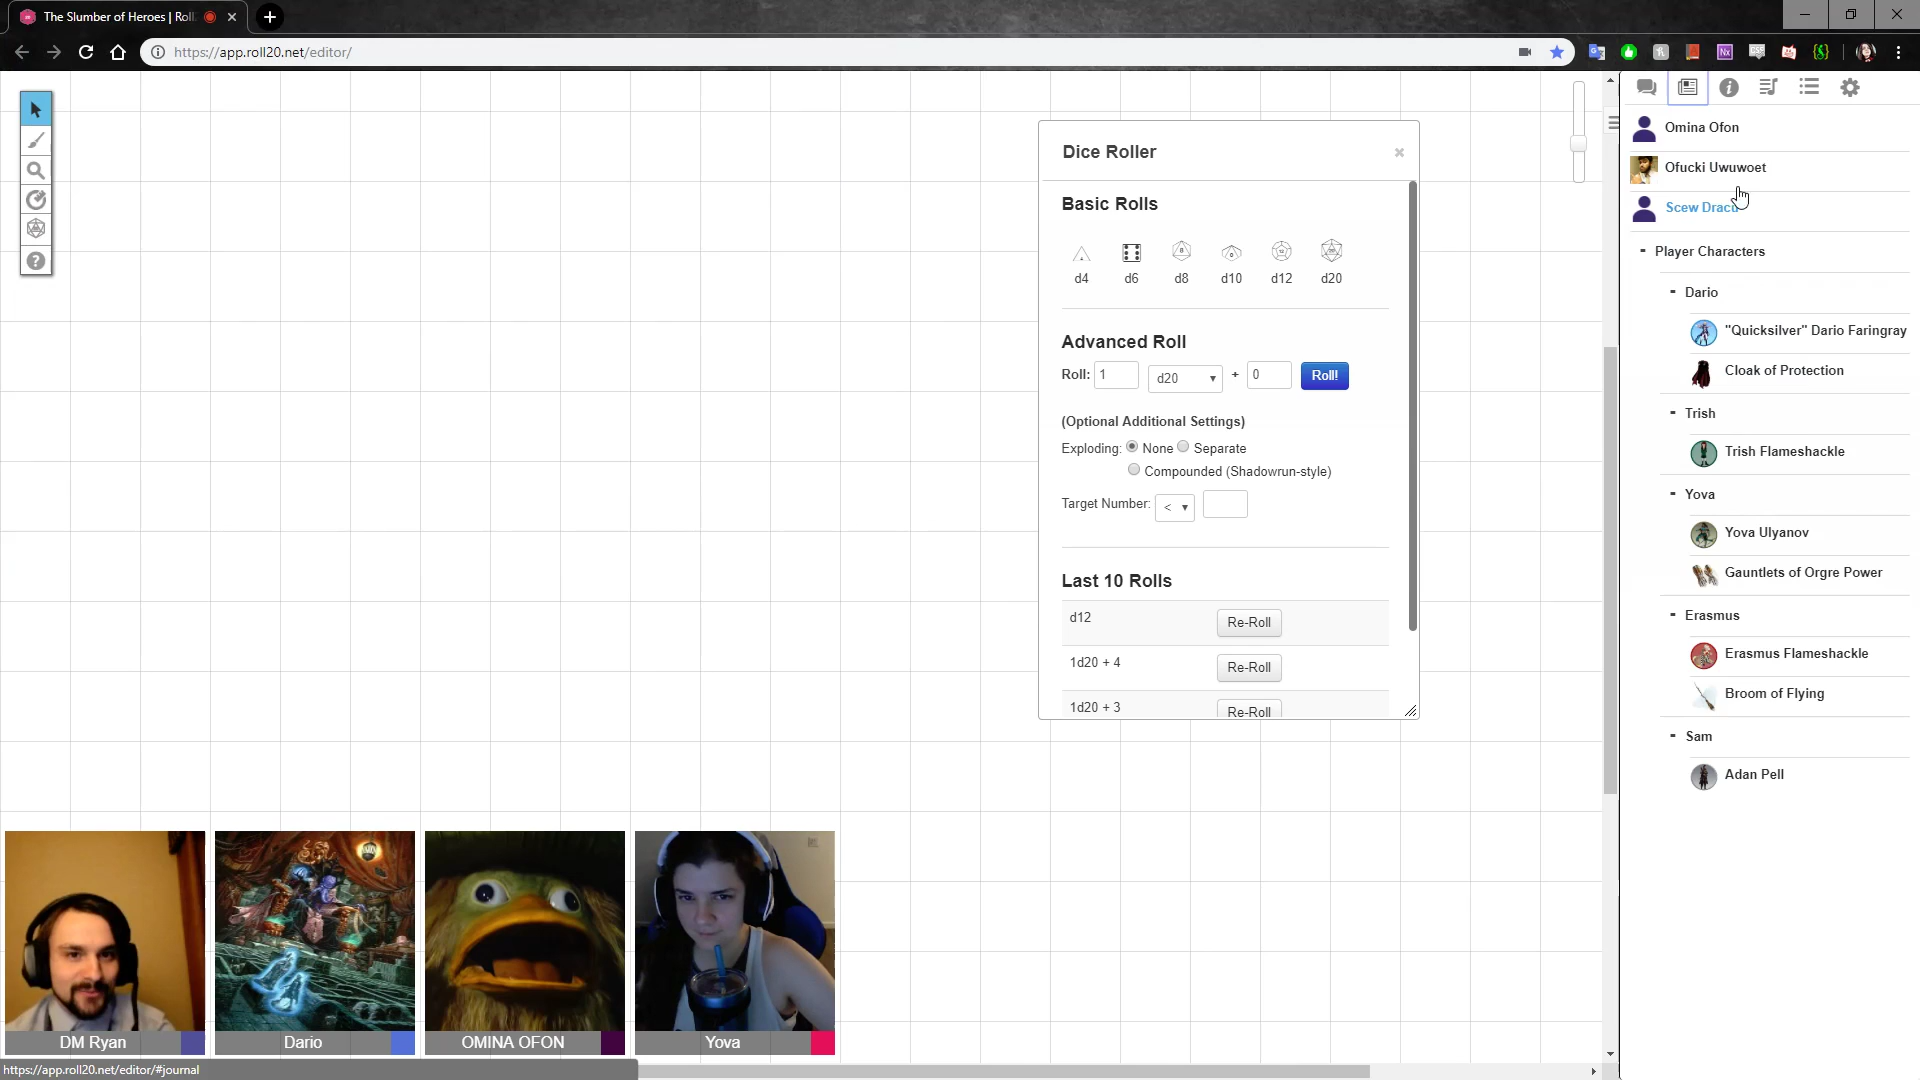 The Slumber of Heroes | Roll
https://app.roll20.net/editor/
Omina Ofon
Ofucki Uwuwoet
Scew Dracu
Player Characters
Dario
"Quicksilver" Dario Faringray
Cloak of Protection
Trish
Trish Flameshackle
Yova
Yova Ulyanov
Gauntlets of Orgre Power
Erasmus
Erasmus Flameshackle
Broom of Flying
Sam
Adan Pell
Dice Roller
Basic Rolls
d4 d6 d8 d10 d12 d20
Advanced Roll
Roll: 1 d20 + 0 Roll!
(Optional Additional Settings)
Exploding: None Separate
Compounded (Shadowrun-style)
Target Number: <
Last 10 Rolls
d12 Re-Roll
1d20 + 4 Re-Roll
1d20 + 3 Re-Roll
DM Ryan
Dario
OMINA OFON
Yova
https://app.roll20.net/editor/#journal